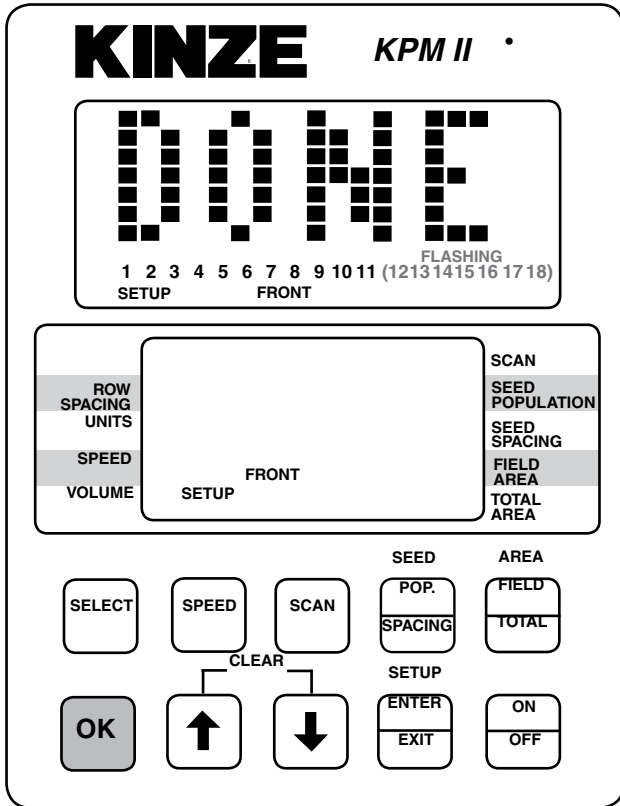 KINZE KPM II
DONE
FLASHING
1 2 3 4 5 6 7 8 9 10 11 (12 13 14 15 16 17 18)
SETUP FRONT
ROW
SPACING
UNITS
SPEED
VOLUME
FRONT
SETUP
SCAN
SEED
POPULATION
SEED
SPACING
FIELD
AREA
TOTAL
AREA
SELECT
SPEED
SCAN
SEED
POP.
SPACING
AREA
FIELD
TOTAL
CLEAR
OK
SETUP
ENTER
EXIT
ON
OFF